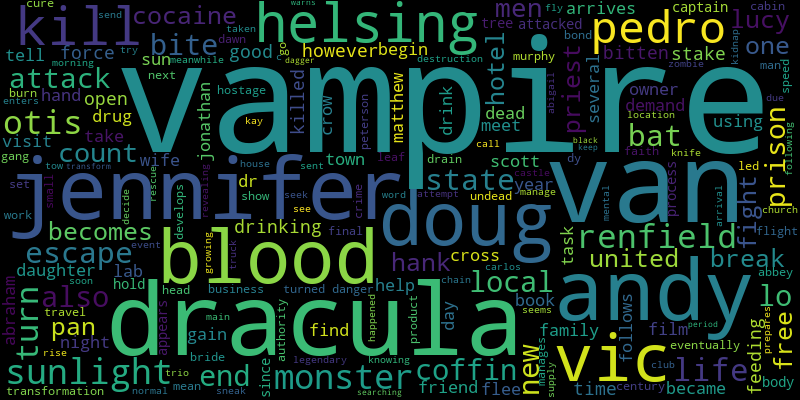 cure kill cocaine helsing men arrives captain cabin
send taken fly warns tree pedro
tell force bite good however begin attacked lucy
dawn try go bond
morning sun meanwhile dagger destruction murphy bitten stake one
attack next vampire hotel priest several zombie kidnap man speed
burn hand open hostage killed crow peterson matthew drink abigail owner due
enters drug jonathan dead demand using
otis kay meet location prison
visit take call bat black keep following
gang count wife house town drain scott dy faith knife
tow transform dr sent leaf state year process led
set small rescue revealing show seek crime word attempt undead castle manage van mental arrival fight church
work decide develops see doug
becomes event drinking final cross task renfield flight
escape growing truck hank carlos united break
daughter lab blood help chain local andy abbey
soon hold head business turned danger book seems lo
abraham also travel appears dracula happened product day family follows film period prepares
turn pan gain main authority find manages eventually free
rise night bride legendary knowing coffin new vic club life feeding
sunlight end since monster friend flee supply time century became body
transformation mean normal trio sneak searching